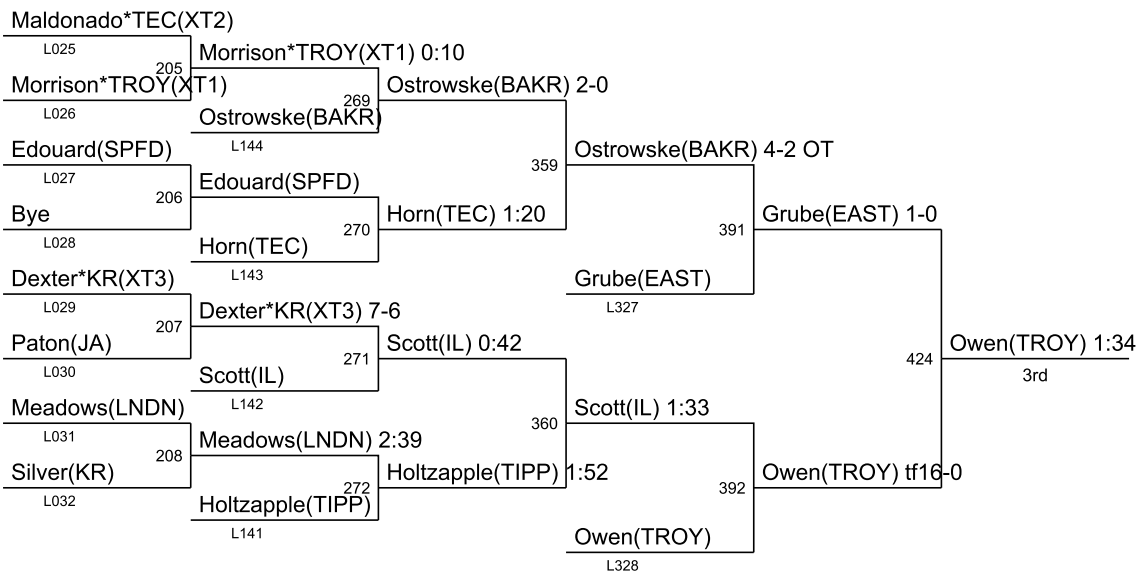 Maldonado*TEC(XT2)
L025
205
Morrison*TROY(XT1) 0:10
Morrison*TROY(XT1)
L026
269
Ostrowske(BAKR) 2-0
Ostrowske(BAKR)
L144
Edouard(SPFD)
L027
359
Ostrowske(BAKR) 4-2 OT
206
Edouard(SPFD)
Bye
L028
270
Horn(TEC) 1:20
Horn(TEC)
L143
391
Grube(EAST) 1-0
Grube(EAST)
L327
Dexter*KR(XT3)
L029
207
Dexter*KR(XT3) 7-6
Paton(JA)
L030
271
Scott(IL) 0:42
Scott(IL)
L142
424
Owen(TROY) 1:34
3rd
Meadows(LNDN)
L031
360
Scott(IL) 1:33
208
Meadows(LNDN) 2:39
Silver(KR)
L032
272
Holtzapple(TIPP) 1:52
Holtzapple(TIPP)
L141
392
Owen(TROY) tf16-0
Owen(TROY)
L328